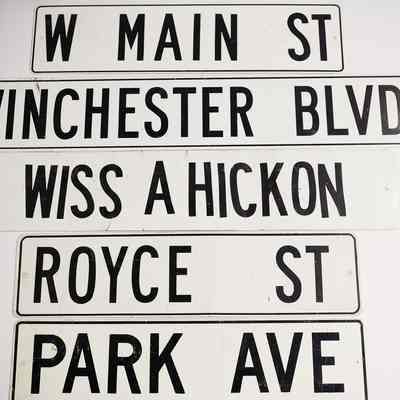 W MAIN ST
WINCHESTER BLVD
WISS A HICKON
ROYCE ST
PARK AVE